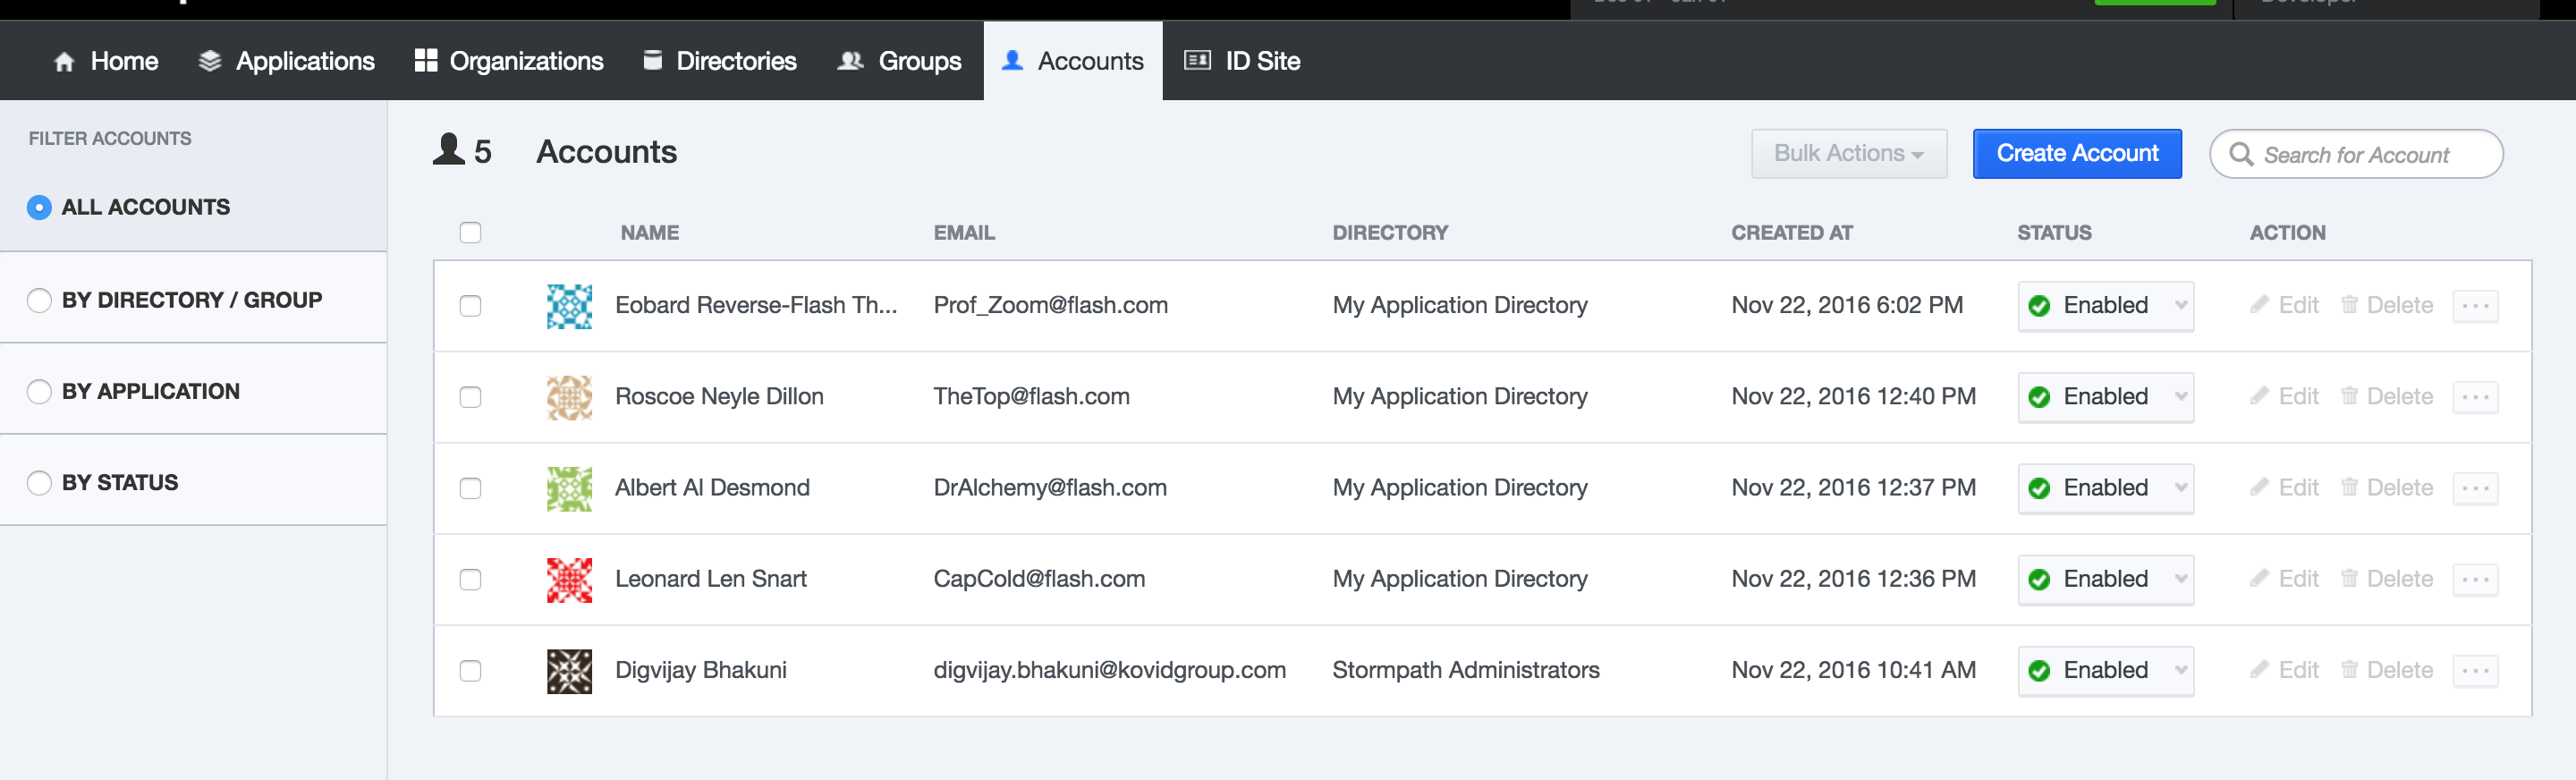 Home Applications Organizations Directories Groups Accounts ID Site
FILTER ACCOUNTS
ALL ACCOUNTS
BY DIRECTORY / GROUP
BY APPLICATION
BY STATUS
5 Accounts Bulk Actions Create Account Search for Account
NAME EMAIL DIRECTORY CREATED AT STATUS ACTION
Eobard Reverse-Flash Th... Prof_Zoom@flash.com My Application Directory Nov 22, 2016 6:02 PM Enabled Edit Delete ...
Roscoe Neyle Dillon TheTop@flash.com My Application Directory Nov 22, 2016 12:40 PM Enabled Edit Delete ...
Albert Al Desmond DrAlchemy@flash.com My Application Directory Nov 22, 2016 12:37 PM Enabled Edit Delete ...
Leonard Len Snart CapCold@flash.com My Application Directory Nov 22, 2016 12:36 PM Enabled Edit Delete ...
Digvijay Bhakuni digvijay.bhakuni@kovidgroup.com Stormpath Administrators Nov 22, 2016 10:41 AM Enabled Edit Delete ...